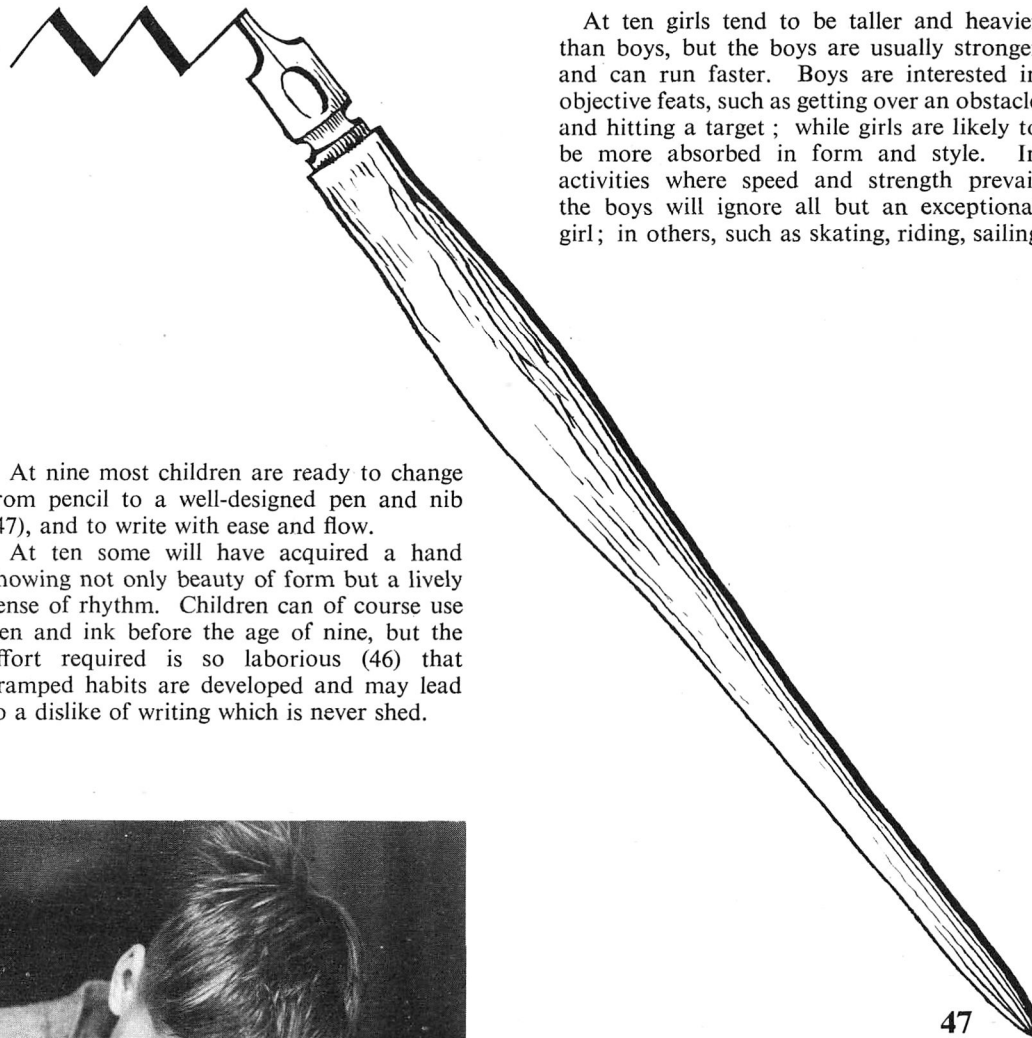 At nine most children are ready to change
rom pencil to a well-designed pen and nib
47), and to write with ease and flow.
At ten some will have acquired a hand
howing not only beauty of form but a lively
ense of rhythm. Children can of course use
en and ink before the age of nine, but the
ffort required is so laborious (46) that
ramped habits are developed and may lead
o a dislike of writing which is never shed.
At ten girls tend to be taller and heavie
than boys, but the boys are usually stronge
and can run faster. Boys are interested in
objective feats, such as getting over an obstacle
and hitting a target ; while girls are likely to
be more absorbed in form and style. In
activities where speed and strength prevai
the boys will ignore all but an exceptiona
girl; in others, such as skating, riding, sailing
47